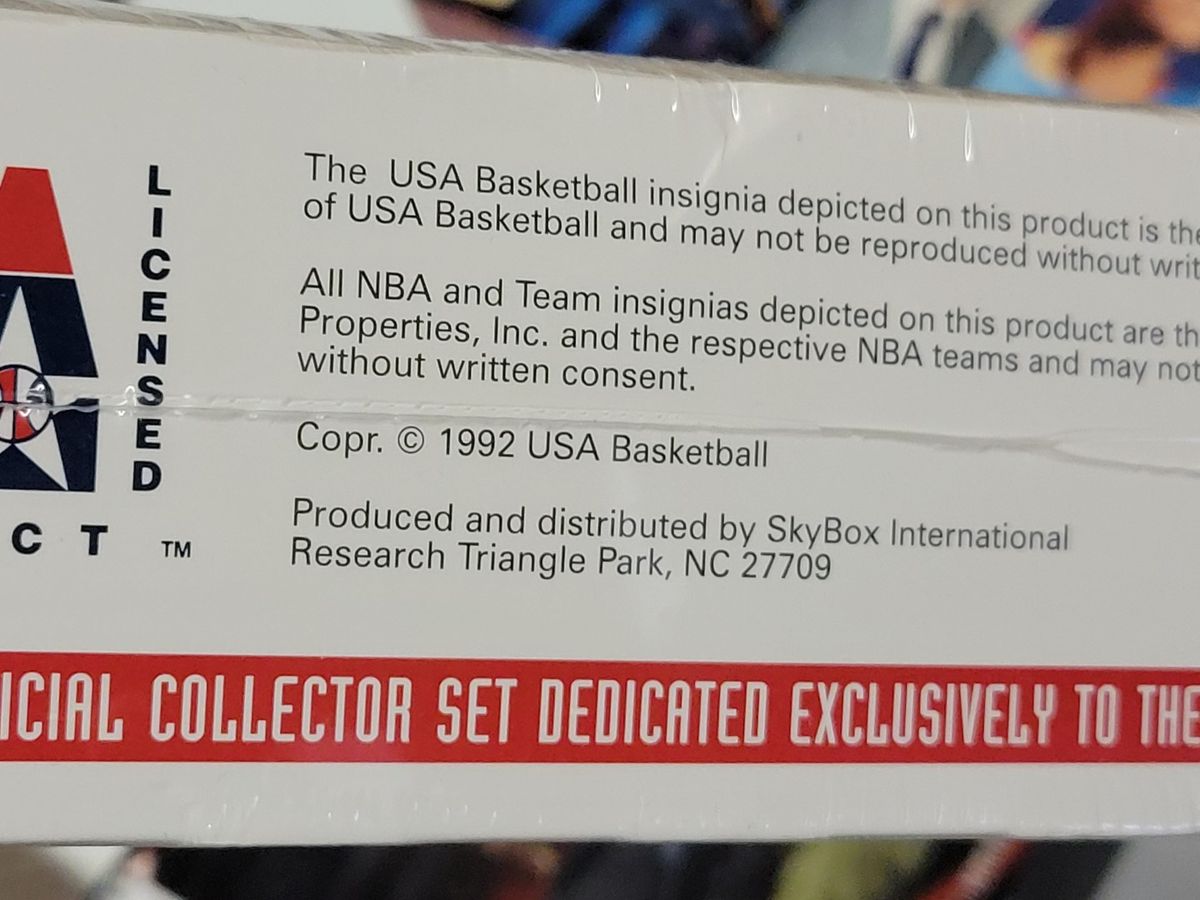 A
LICENSED
CT ™
The USA Basketball insignia depicted on this product is the
of USA Basketball and may not be reproduced without writ
All NBA and Team insignias depicted on this product are th
Properties, Inc. and the respective NBA teams and may not
without written consent.
Copr. © 1992 USA Basketball
Produced and distributed by SkyBox International
Research Triangle Park, NC 27709
ICIAL COLLECTOR SET DEDICATED EXCLUSIVELY TO THE